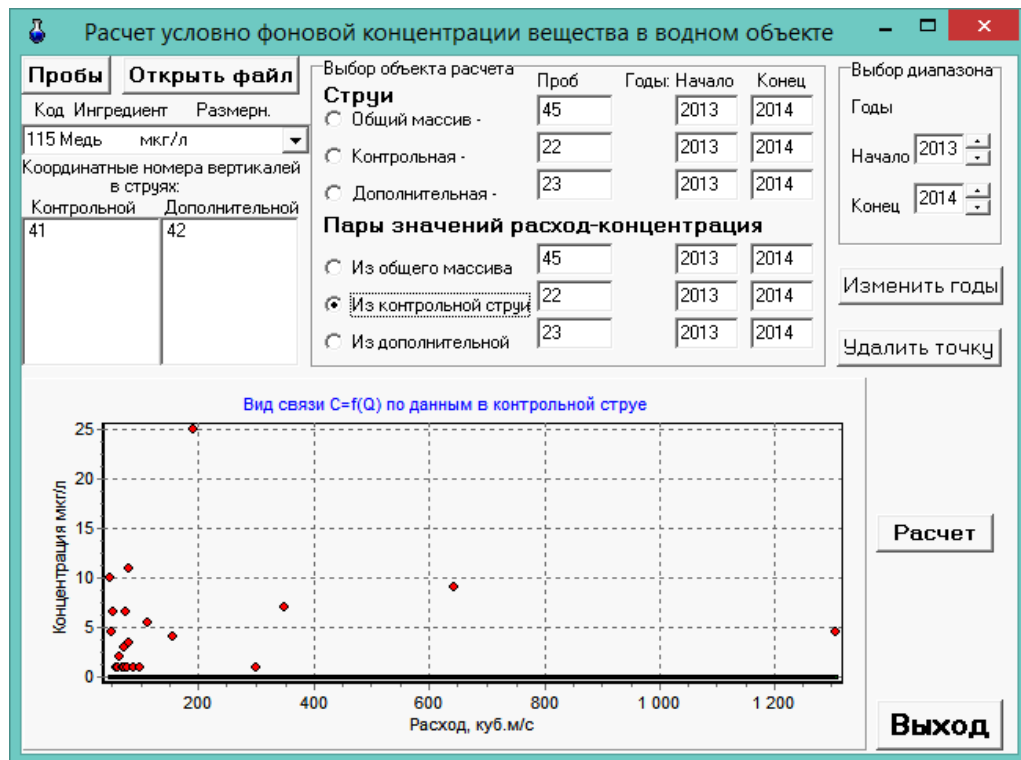 Расчет условно фоновой концентрации вещества в водном объекте
Пробы Открыть файл
Код Ингредиент Размерн.
115 Медь мкг/л
Координатные номера вертикалей
в струях:
Контрольной Дополнительной
41 42
Выбор объекта расчета
Проб Годы: Начало Конец
Струи
Общий массив - 45 2013 2014
Контрольная - 22 2013 2014
Дополнительная - 23 2013 2014
Пары значений расход-концентрация
Из общего массива 45 2013 2014
Из контрольной струи 22 2013 2014
Из дополнительной 23 2013 2014
Выбор диапазона
Годы
Начало 2013
Конец 2014
Изменить годы
Удалить точку
Вид связи C=f(Q) по данным в контрольной струе
Концентрация мкг/л
25
20
15
10
5
0
200 400 600 800 1 000 1 200
Расход, куб.м/с
Расчет
Выход